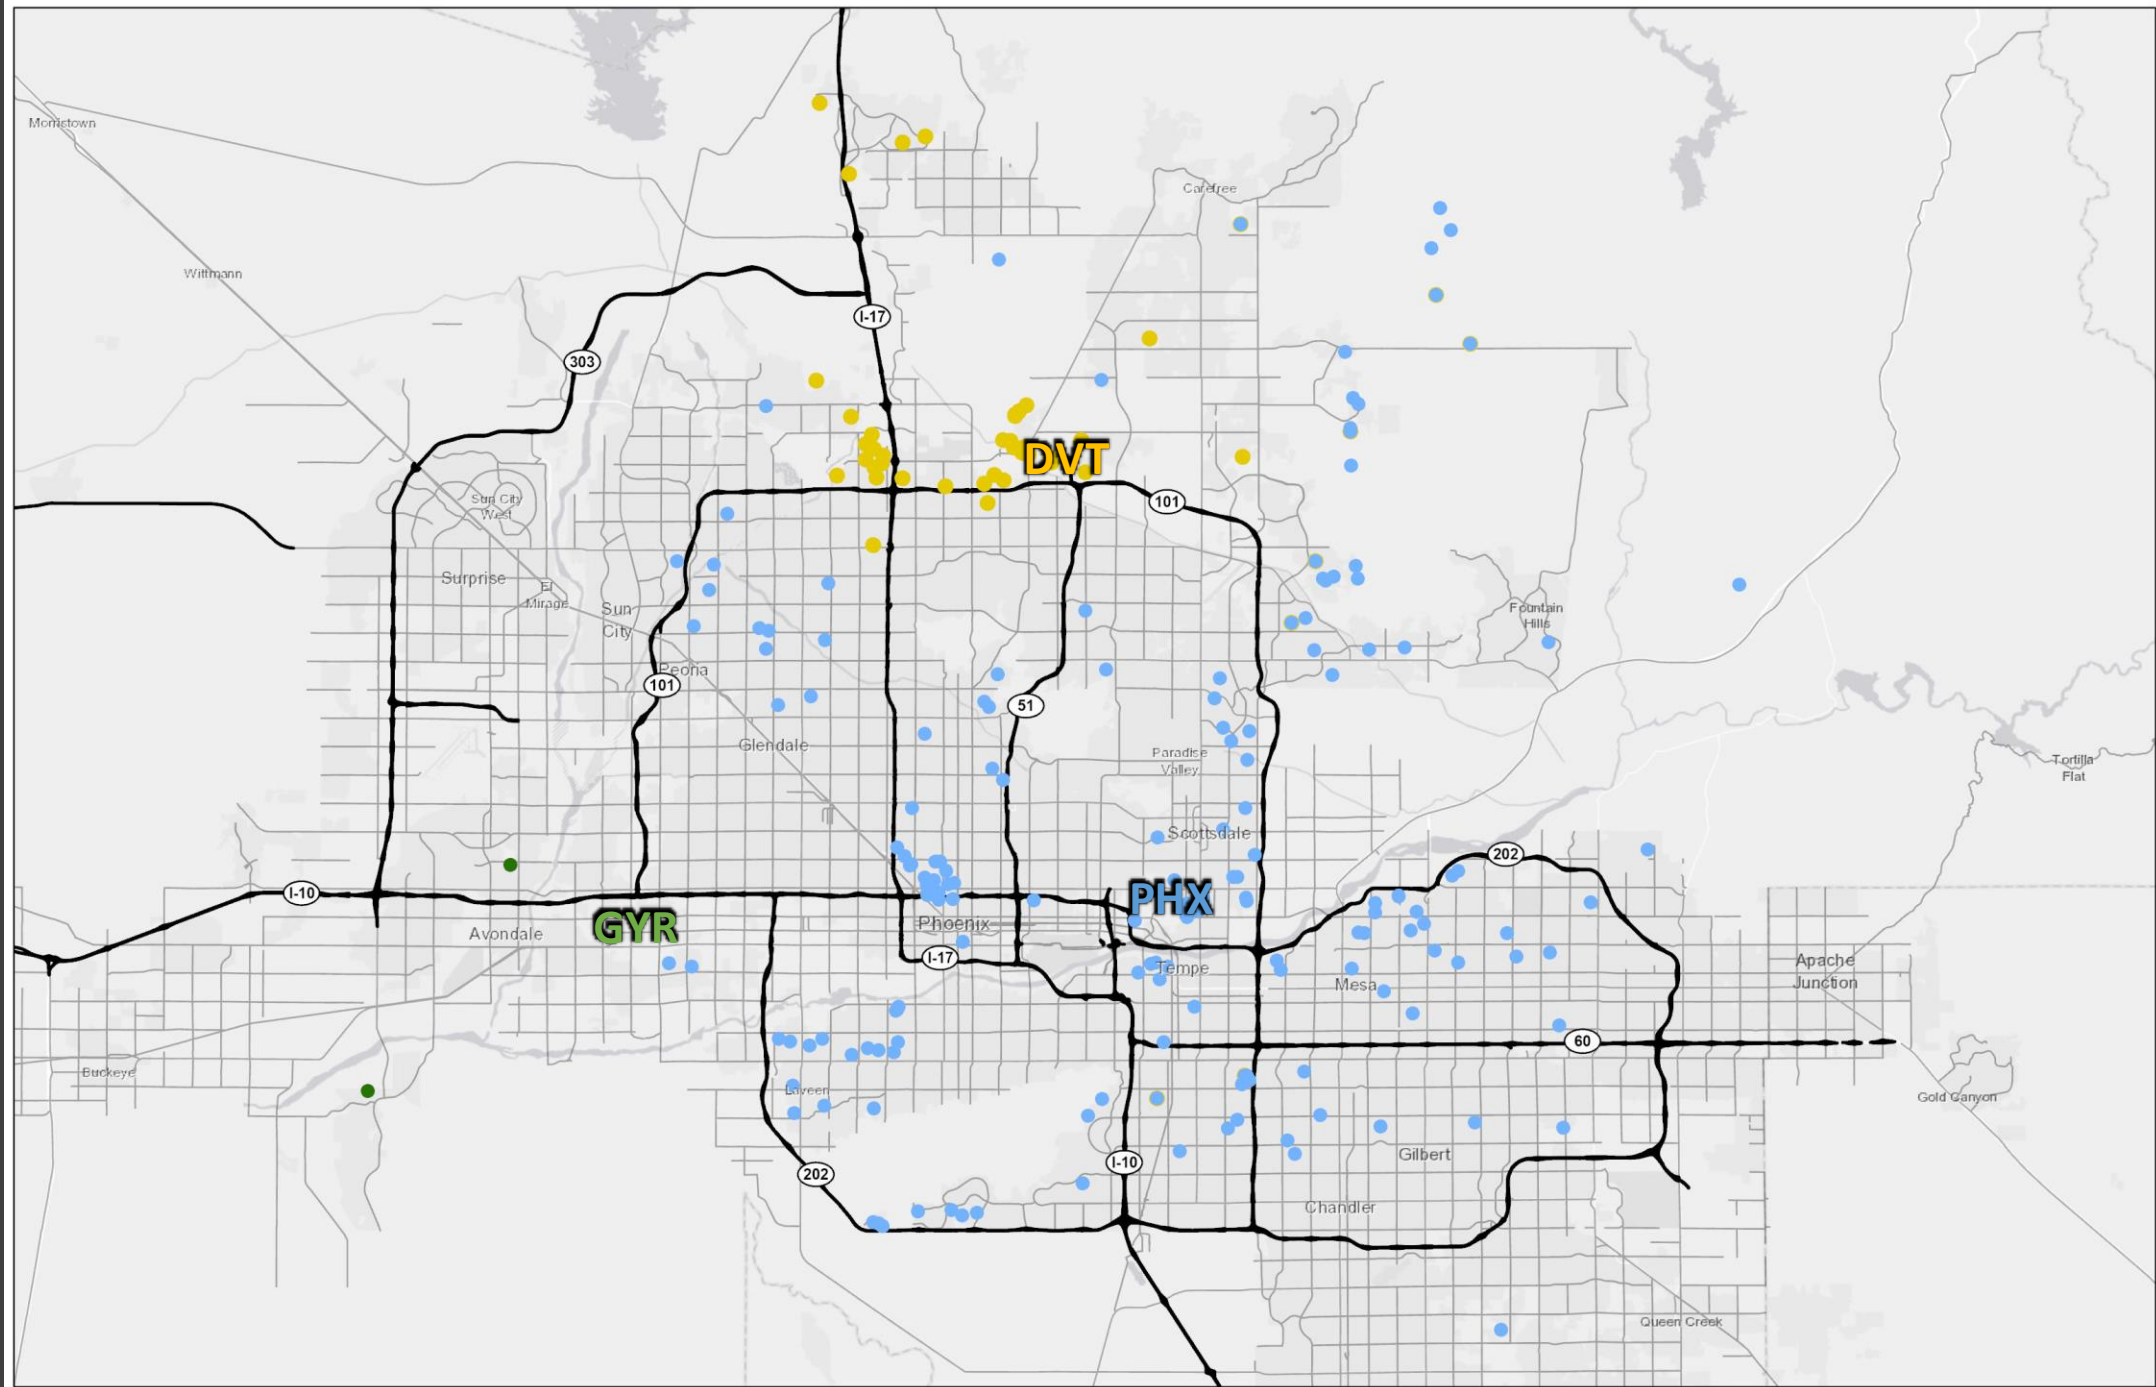 Morristown
Carefree
Wittmann
I-17
303
DVT
Sun City
West
101
Surprise
El
Mirage
Sun
City
Fountain
Hills
Peoria
101
51
Glendale
Paradise
Valley
Tortilla
Flat
Scottsdale
202
I-10
PHX
GYR
Avondale
Phoenix
I-17
Tempe
Mesa
Apache
Junction
60
Buckeye
Laveen
Gold Canyon
I-10
Gilbert
202
Chandler
Queen Creek